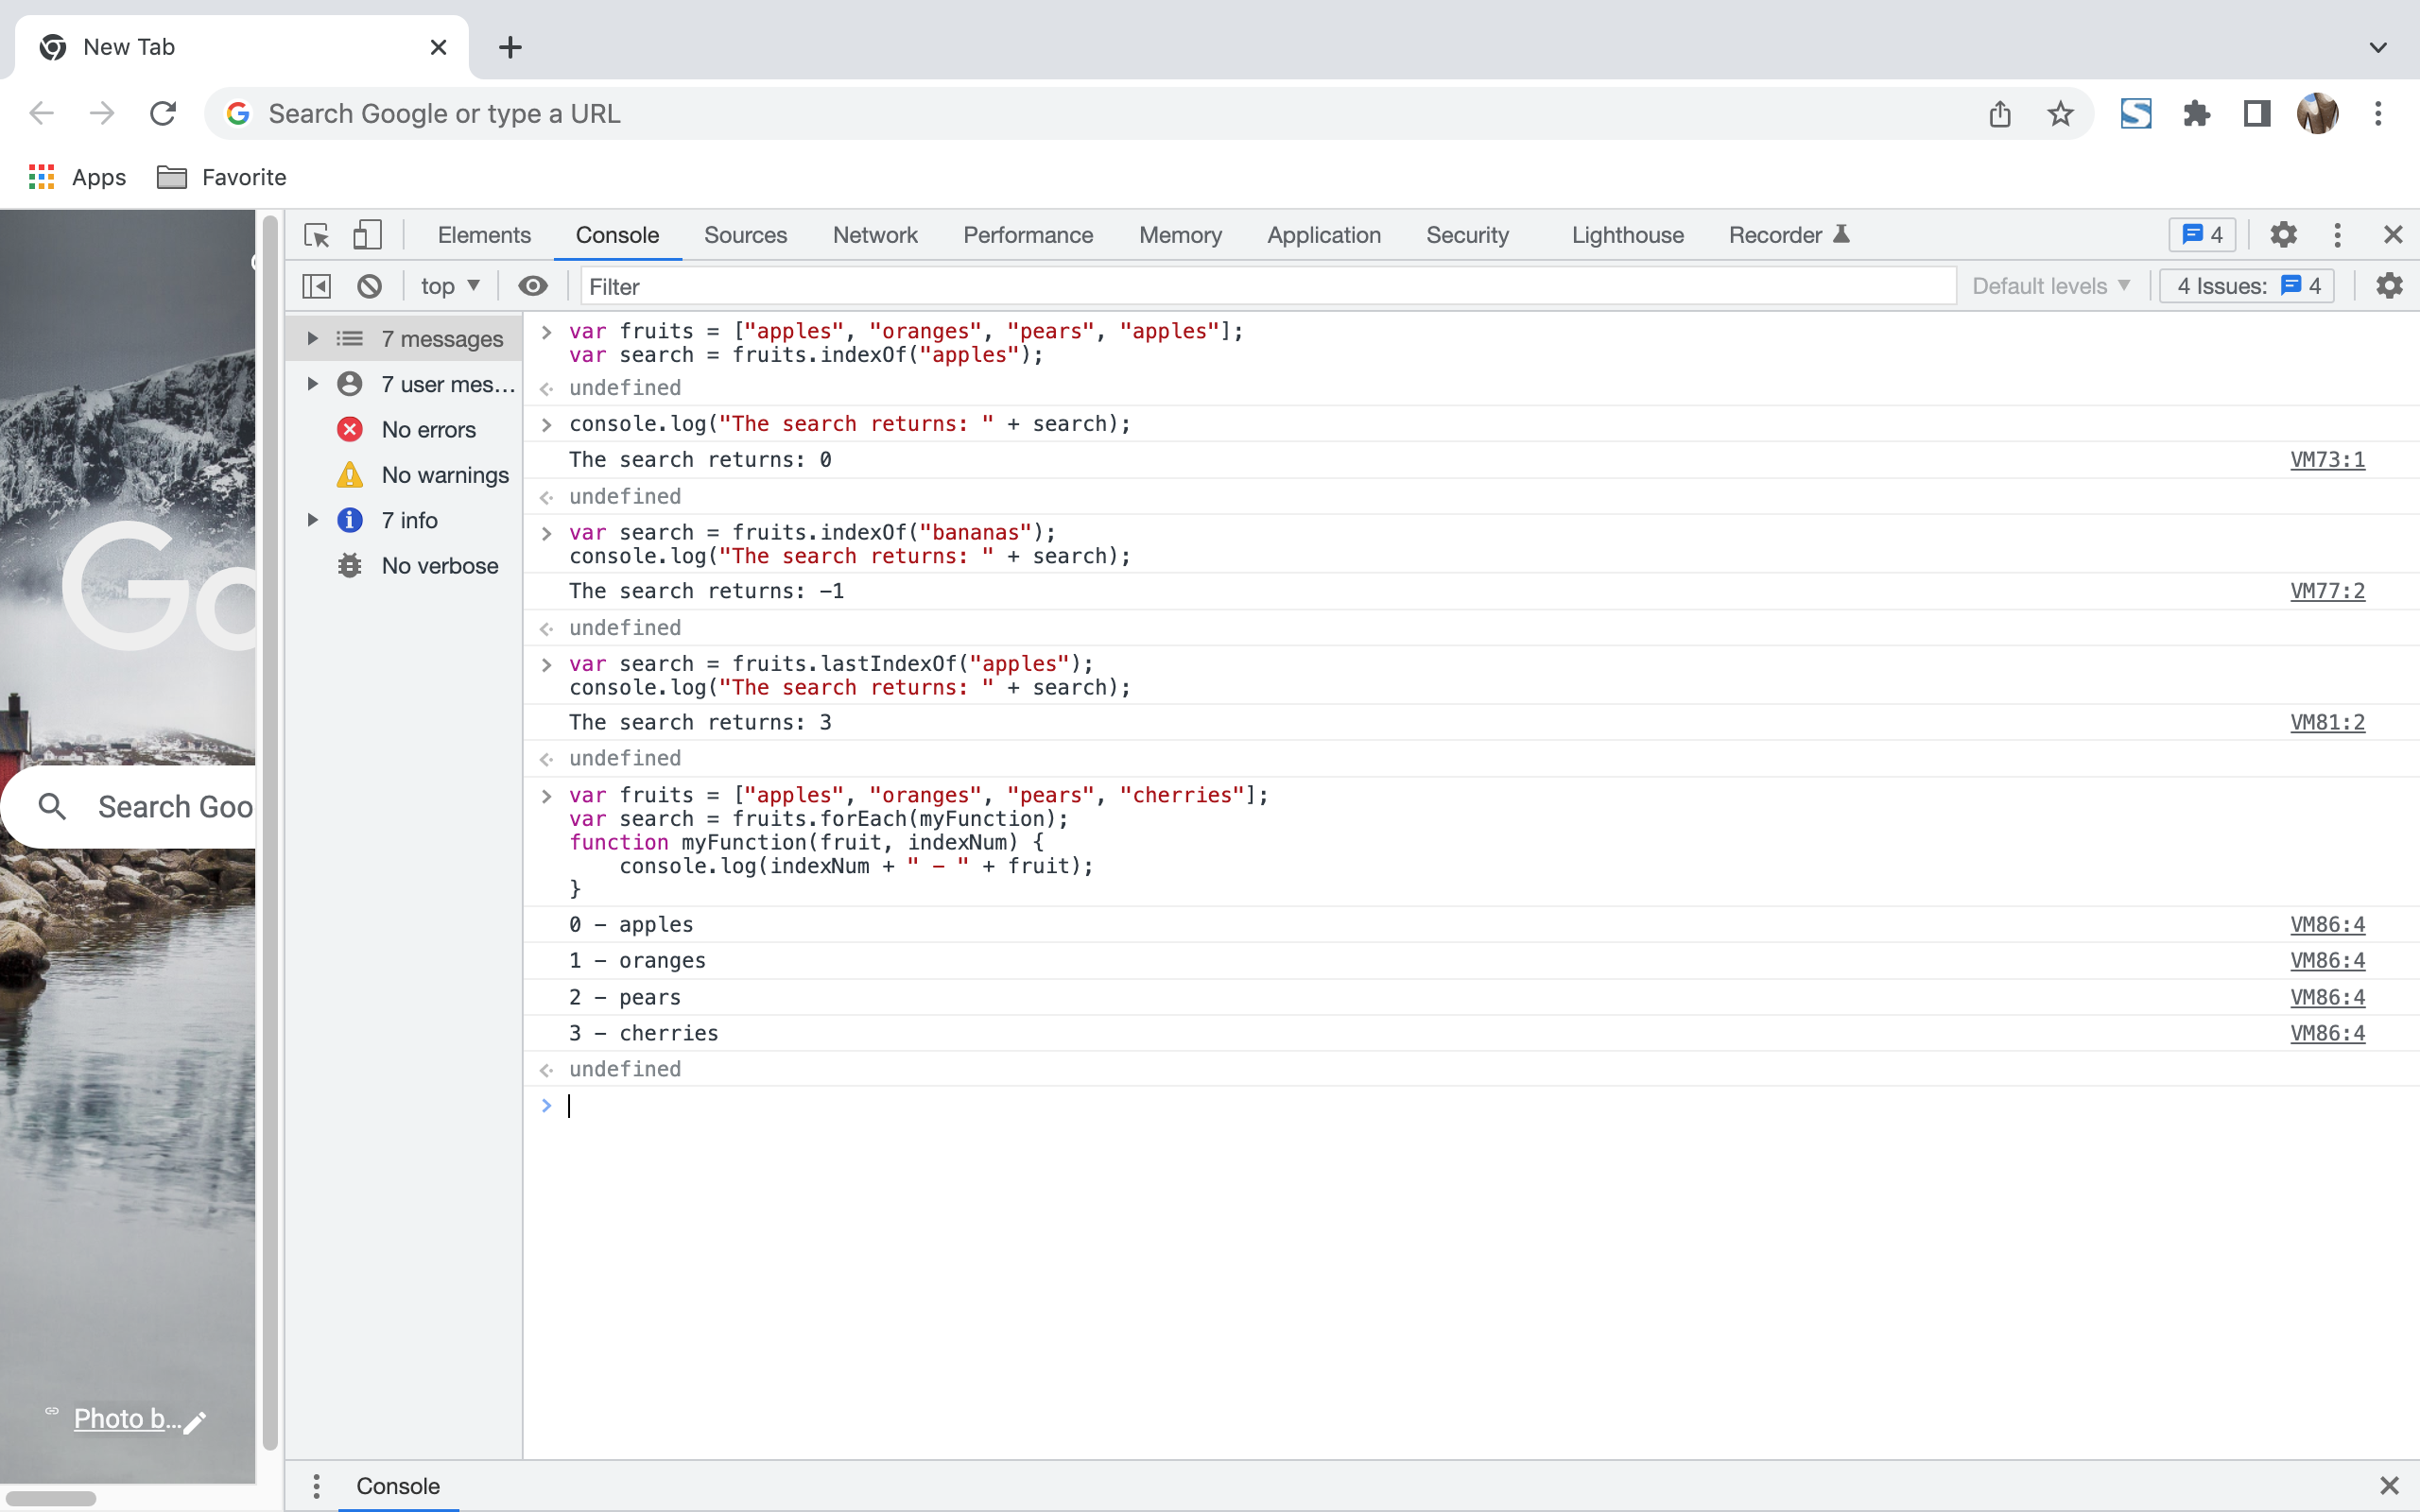 New Tab
Search Google or type a URL
Apps
Favorite
Elements
Console
Sources
Network
Performance
Memory
Application
Security
Lighthouse
Recorder
4
top
Filter
Default levels
4 Issues:
4
7 messages
7 user mes...
No errors
No warnings
7 info
No verbose
var fruits = ["apples", "oranges", "pears", "apples"];
var search = fruits.indexOf("apples");
undefined
console.log("The search returns: " + search);
The search returns: 0
VM73:1
undefined
var search = fruits.indexOf("bananas");
console.log("The search returns: " + search);
The search returns: -1
VM77:2
undefined
var search = fruits.lastIndexOf("apples");
console.log("The search returns: " + search);
The search returns: 3
VM81:2
undefined
var fruits = ["apples", "oranges", "pears", "cherries"];
var search = fruits.forEach(myFunction);
function myFunction(fruit, indexNum) {
    console.log(indexNum + " - " + fruit);
}
0 - apples
VM86:4
1 - oranges
VM86:4
2 - pears
VM86:4
3 - cherries
VM86:4
undefined
Go
Search Goo
Photo b...
Console